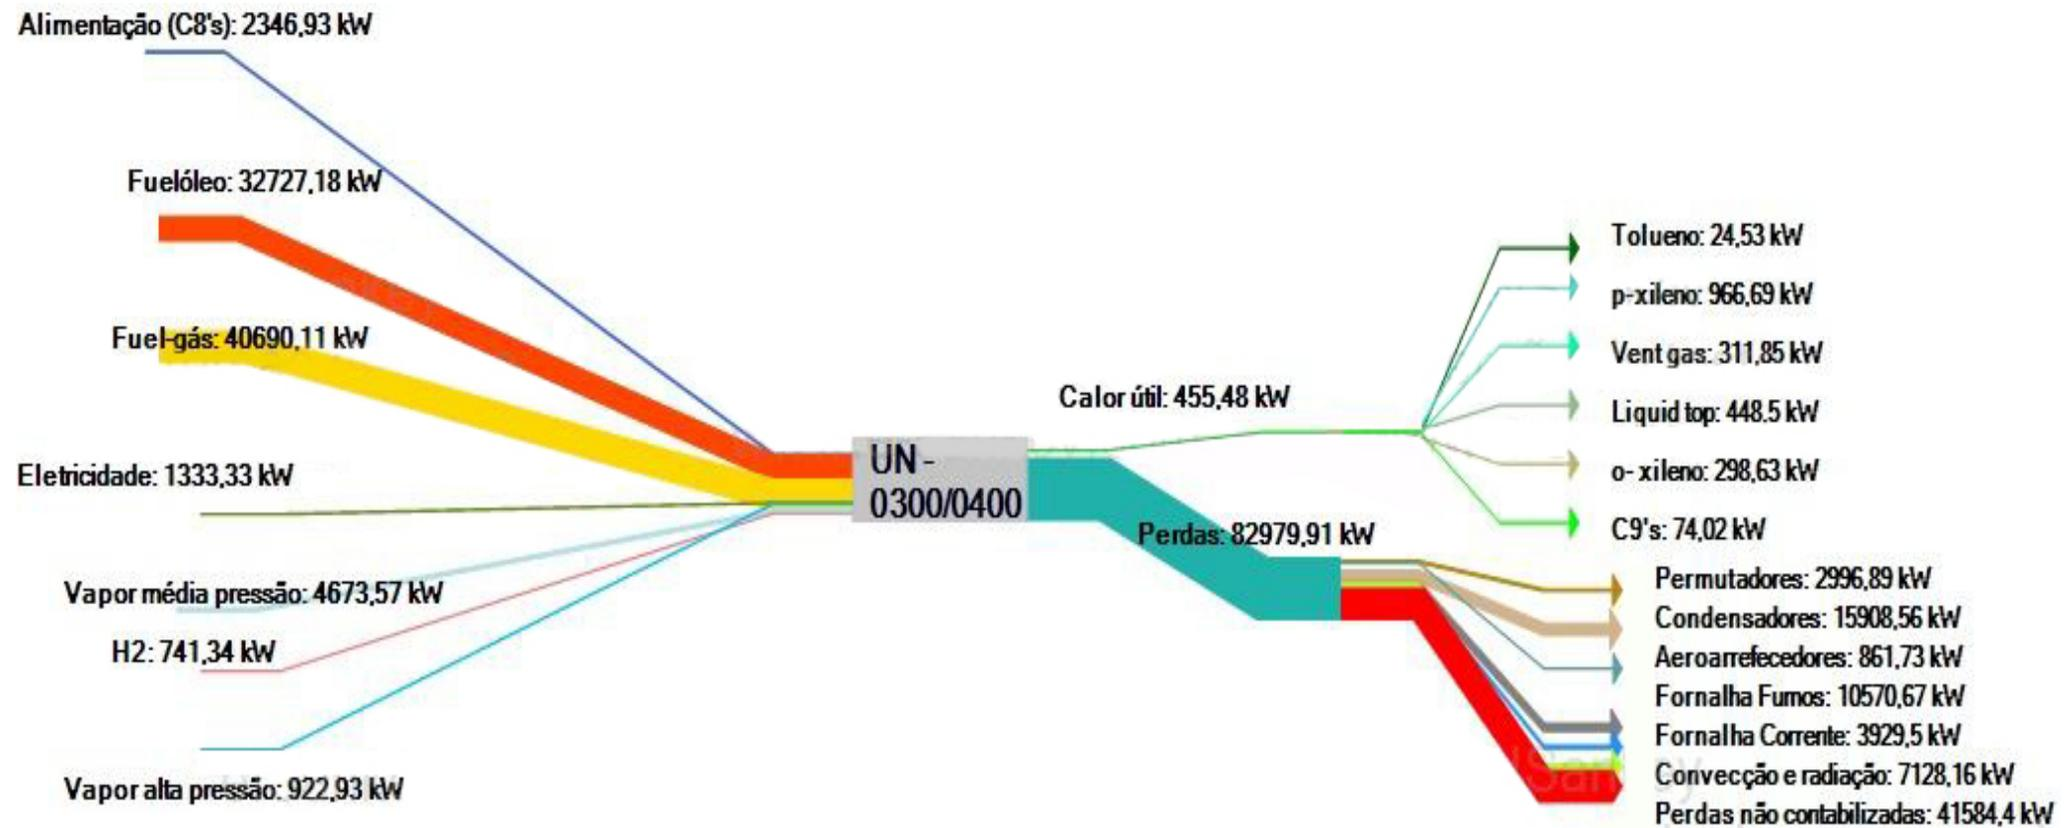 Alimentação (C8's): 2346,93 kW
Fuelóleo: 32727,18 kW
Fuel-gás: 40690,11 kW
Eletricidade: 1333,33 kW
Vapor média pressão: 4673,57 kW
H2: 741,34 kW
Vapor alta pressão: 922,93 kW
UN -
0300/0400
Calor útil: 455,48 kW
Perdas: 82979,91 kW
Tolueno: 24,53 kW
p-xileno: 966,69 kW
Vent gas: 311,85 kW
Liquid top: 448.5 kW
o- xileno: 298,63 kW
C9's: 74,02 kW
Permutadores: 2996,89 kW
Condensadores: 15908,56 kW
Aeroarrefecedores: 861,73 kW
Fornalha Fumos: 10570,67 kW
Fornalha Corrente: 3929,5 kW
Convecção e radiação: 7128,16 kW
Perdas não contabilizadas: 41584,4 kW